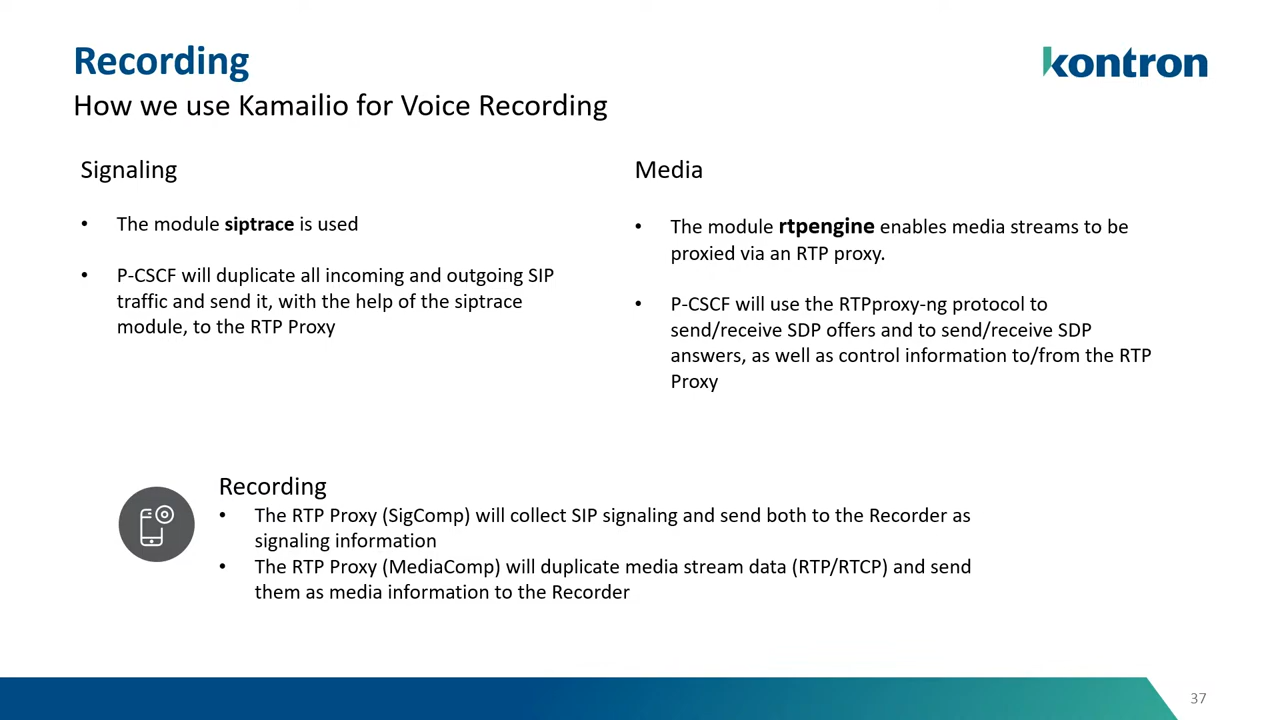 Recording
kontron
How we use Kamailio for Voice Recording
Signaling
• The module siptrace is used
• P-CSCF will duplicate all incoming and outgoing SIP
traffic and send it, with the help of the siptrace
module, to the RTP Proxy
Media
• The module rtpengine enables media streams to be
proxied via an RTP proxy.
• P-CSCF will use the RTPproxy-ng protocol to
send/receive SDP offers and to send/receive SDP
answers, as well as control information to/from the RTP
Proxy
Recording
• The RTP Proxy (SigComp) will collect SIP signaling and send both to the Recorder as
signaling information
• The RTP Proxy (MediaComp) will duplicate media stream data (RTP/RTCP) and send
them as media information to the Recorder
37